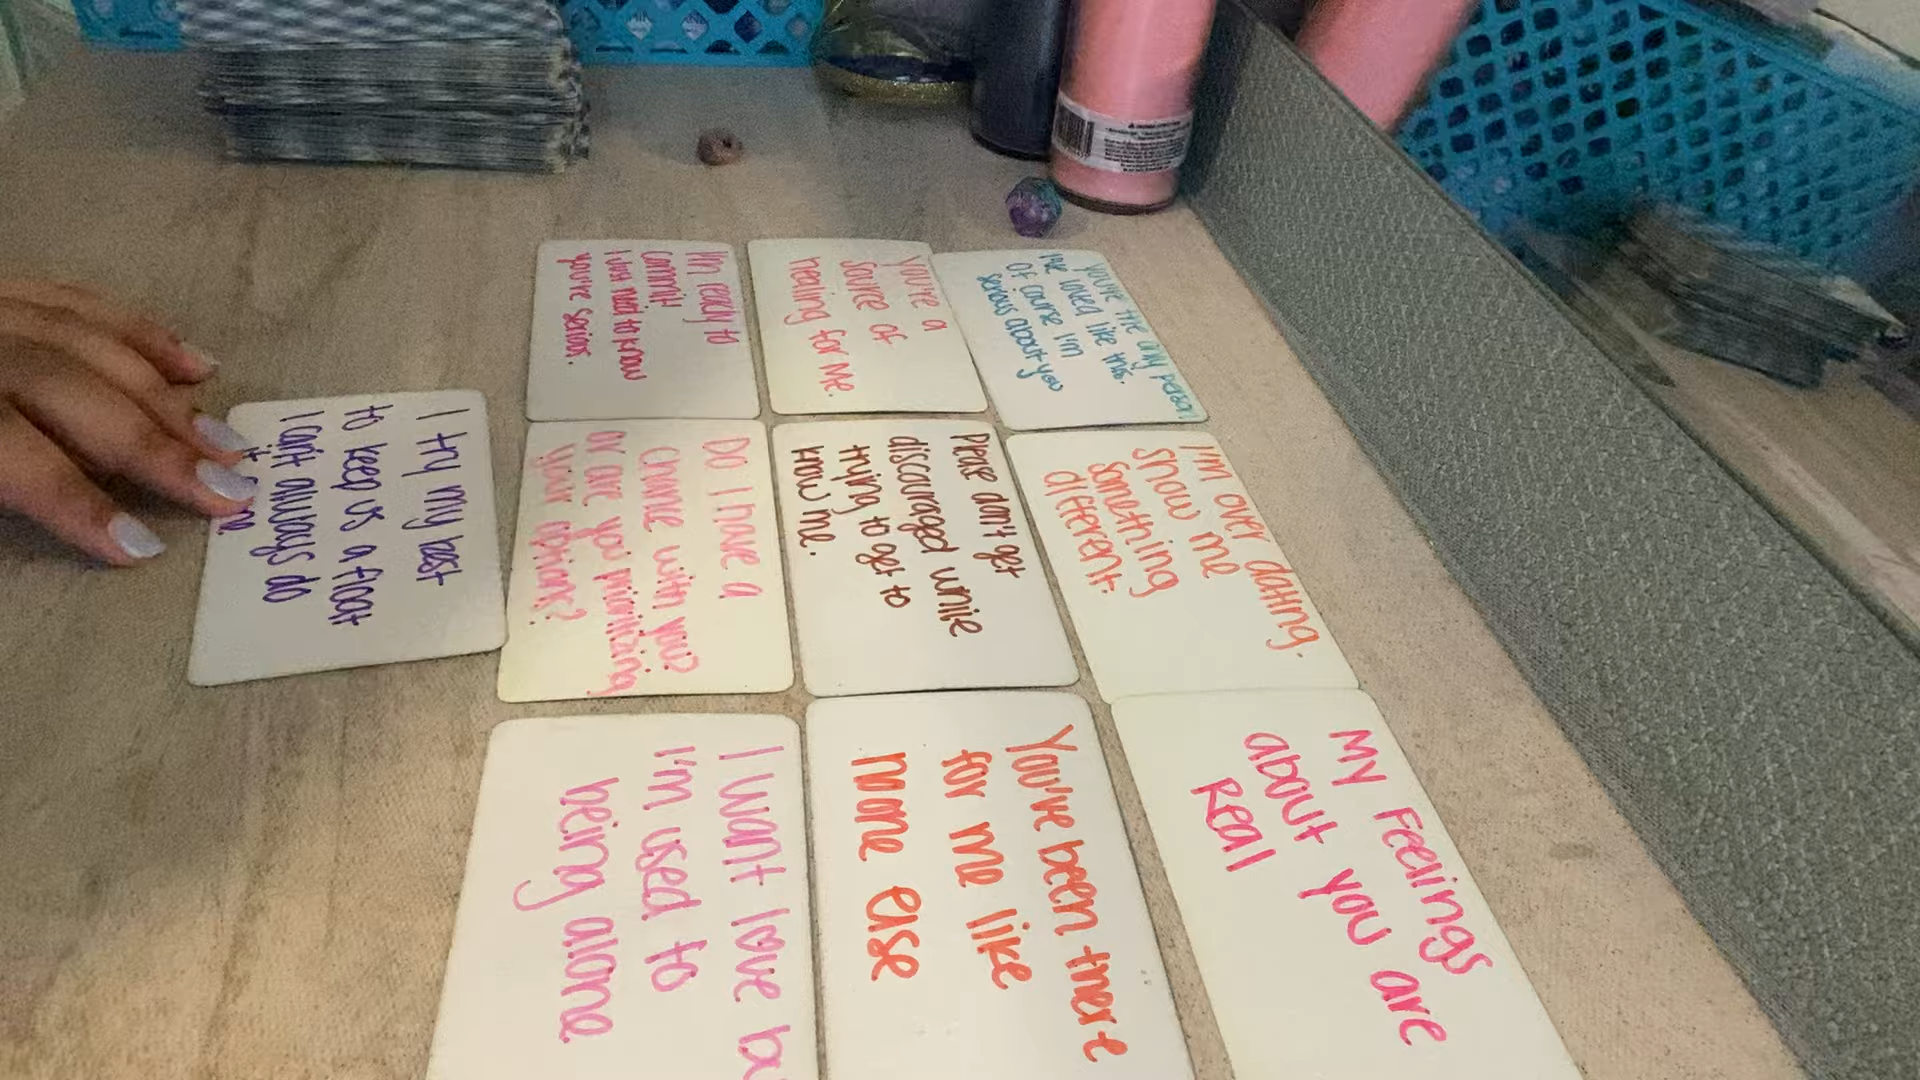 You're the only person
I've loved like this.
Of course I'm
serious about you
I'm over dating.
Show me
something
different.
My Feelings
about you are
Real
You're a
source of
healing for me.
Please don't get
discouraged while
trying to get to
know me.
You've been there
for me like
none else
I'm ready to
commit!
I just need to know
you're serious.
Do I have a
chance with you?
or are you prioritizing
your options?
I want love
I'm used to
being alone
I try my best
to keep us a float
I can't always do